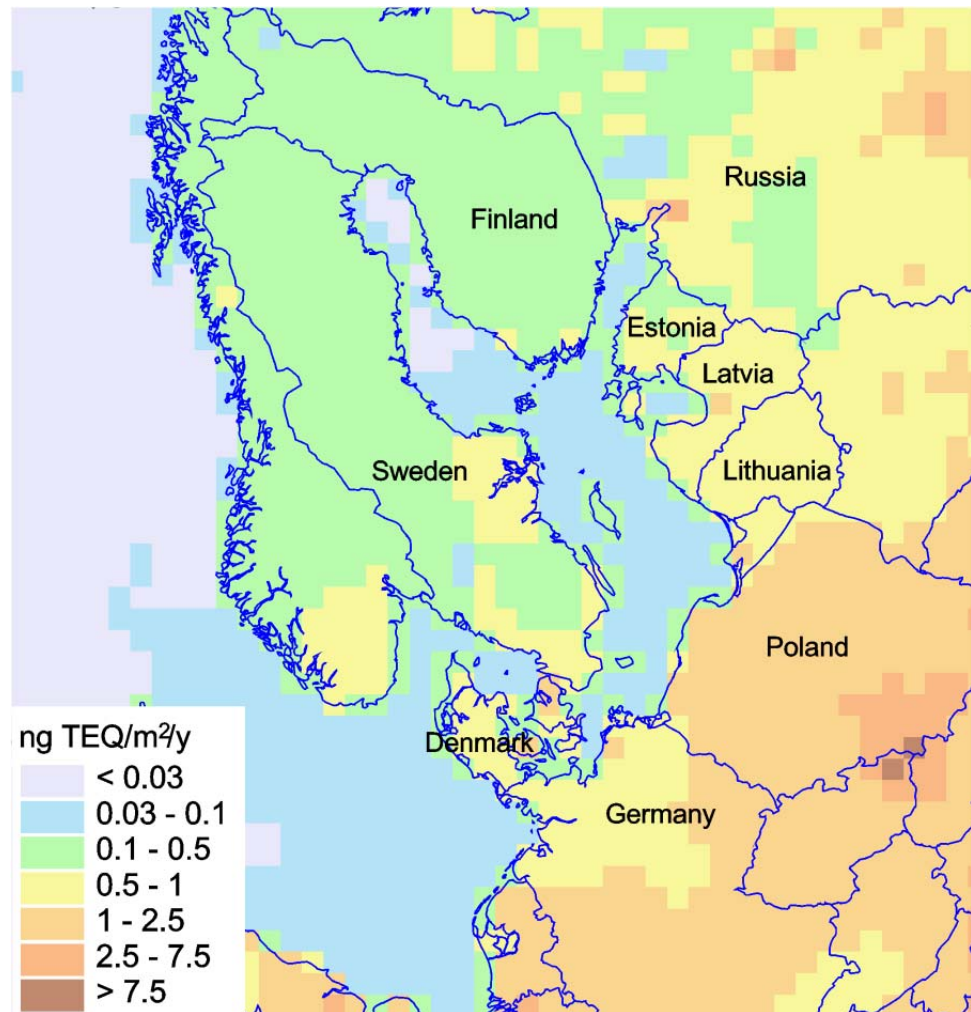 Russia
Finland
Estonia
Latvia
Sweden
Lithuania
Poland
Denmark
Germany
ng TEQ/m²/y
< 0.03
0.03 - 0.1
0.1 - 0.5
0.5 - 1
1 - 2.5
2.5 - 7.5
> 7.5